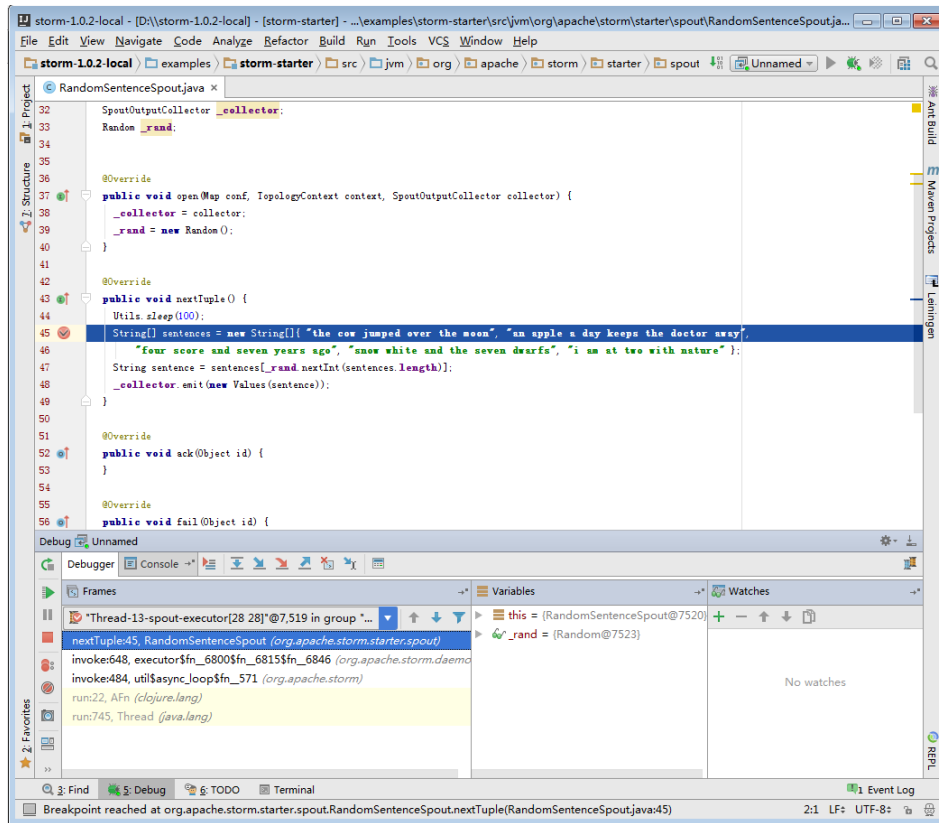 storm-1.0.2-local - [D:\\storm-1.0.2-local] - [storm-starter] - ...\examples\storm-starter\src\jvm\org\apache\storm\starter\spout\RandomSentenceSpout.ja...
File Edit View Navigate Code Analyze Refactor Build Run Tools VCS Window Help
storm-1.0.2-local examples storm-starter src jvm org apache storm starter spout Unnamed
RandomSentenceSpout.java
32 SpoutOutputCollector _collector;
33 Random _rand;
34
35
36 @Override
37 public void open(Map conf, TopologyContext context, SpoutOutputCollector collector) {
38 _collector = collector;
39 _rand = new Random();
40 }
41
42 @Override
43 public void nextTuple() {
44 Utils.sleep(100);
45 String[] sentences = new String[]{ "the cow jumped over the moon", "an apple a day keeps the doctor away",
46 "four score and seven years ago", "snow white and the seven dwarfs", "i am at two with nature" };
47 String sentence = sentences[_rand.nextInt(sentences.length)];
48 _collector.emit(new Values(sentence));
49 }
50
51 @Override
52 public void ack(Object id) {
53 }
54
55 @Override
56 public void fail(Object id) {
1: Project
7: Structure
2: Favorites
Ant Build
Maven Projects
Leiningen
REPL
Debug Unnamed
Debugger Console
Frames
"Thread-13-spout-executor[28 28]"@7,519 in group "...
nextTuple:45, RandomSentenceSpout (org.apache.storm.starter.spout)
invoke:648, executor$fn__6800$fn__6815$fn__6846 (org.apache.storm.daemo
invoke:484, util$async_loop$fn__571 (org.apache.storm)
run:22, AFn (clojure.lang)
run:745, Thread (java.lang)
Variables
this = {RandomSentenceSpout@7520}
_rand = {Random@7523}
Watches
No watches
3: Find 5: Debug 6: TODO Terminal 1 Event Log
Breakpoint reached at org.apache.storm.starter.spout.RandomSentenceSpout.nextTuple(RandomSentenceSpout.java:45) 2:1 LF UTF-8